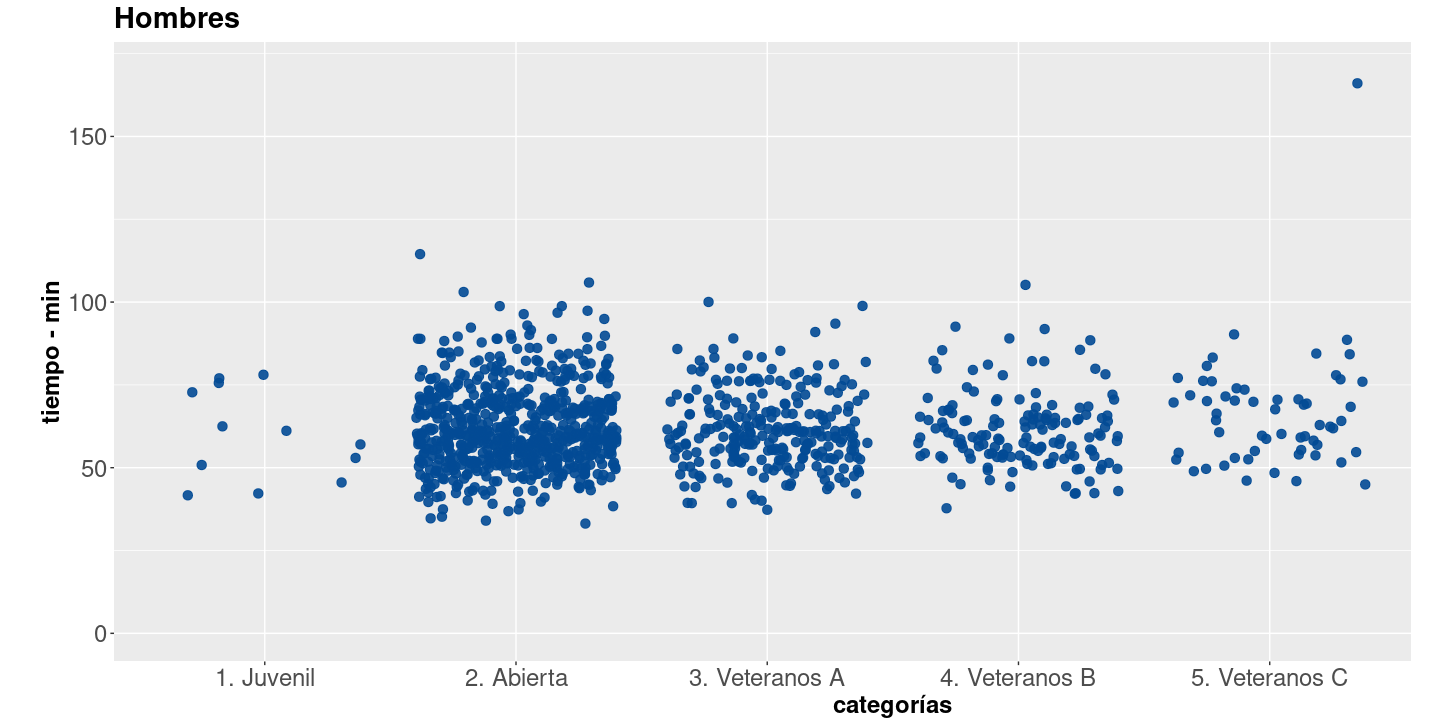 Hombres
tiempo - min
150
100
50
0
1. Juvenil
2. Abierta
3. Veteranos A
4. Veteranos B
5. Veteranos C
categorías